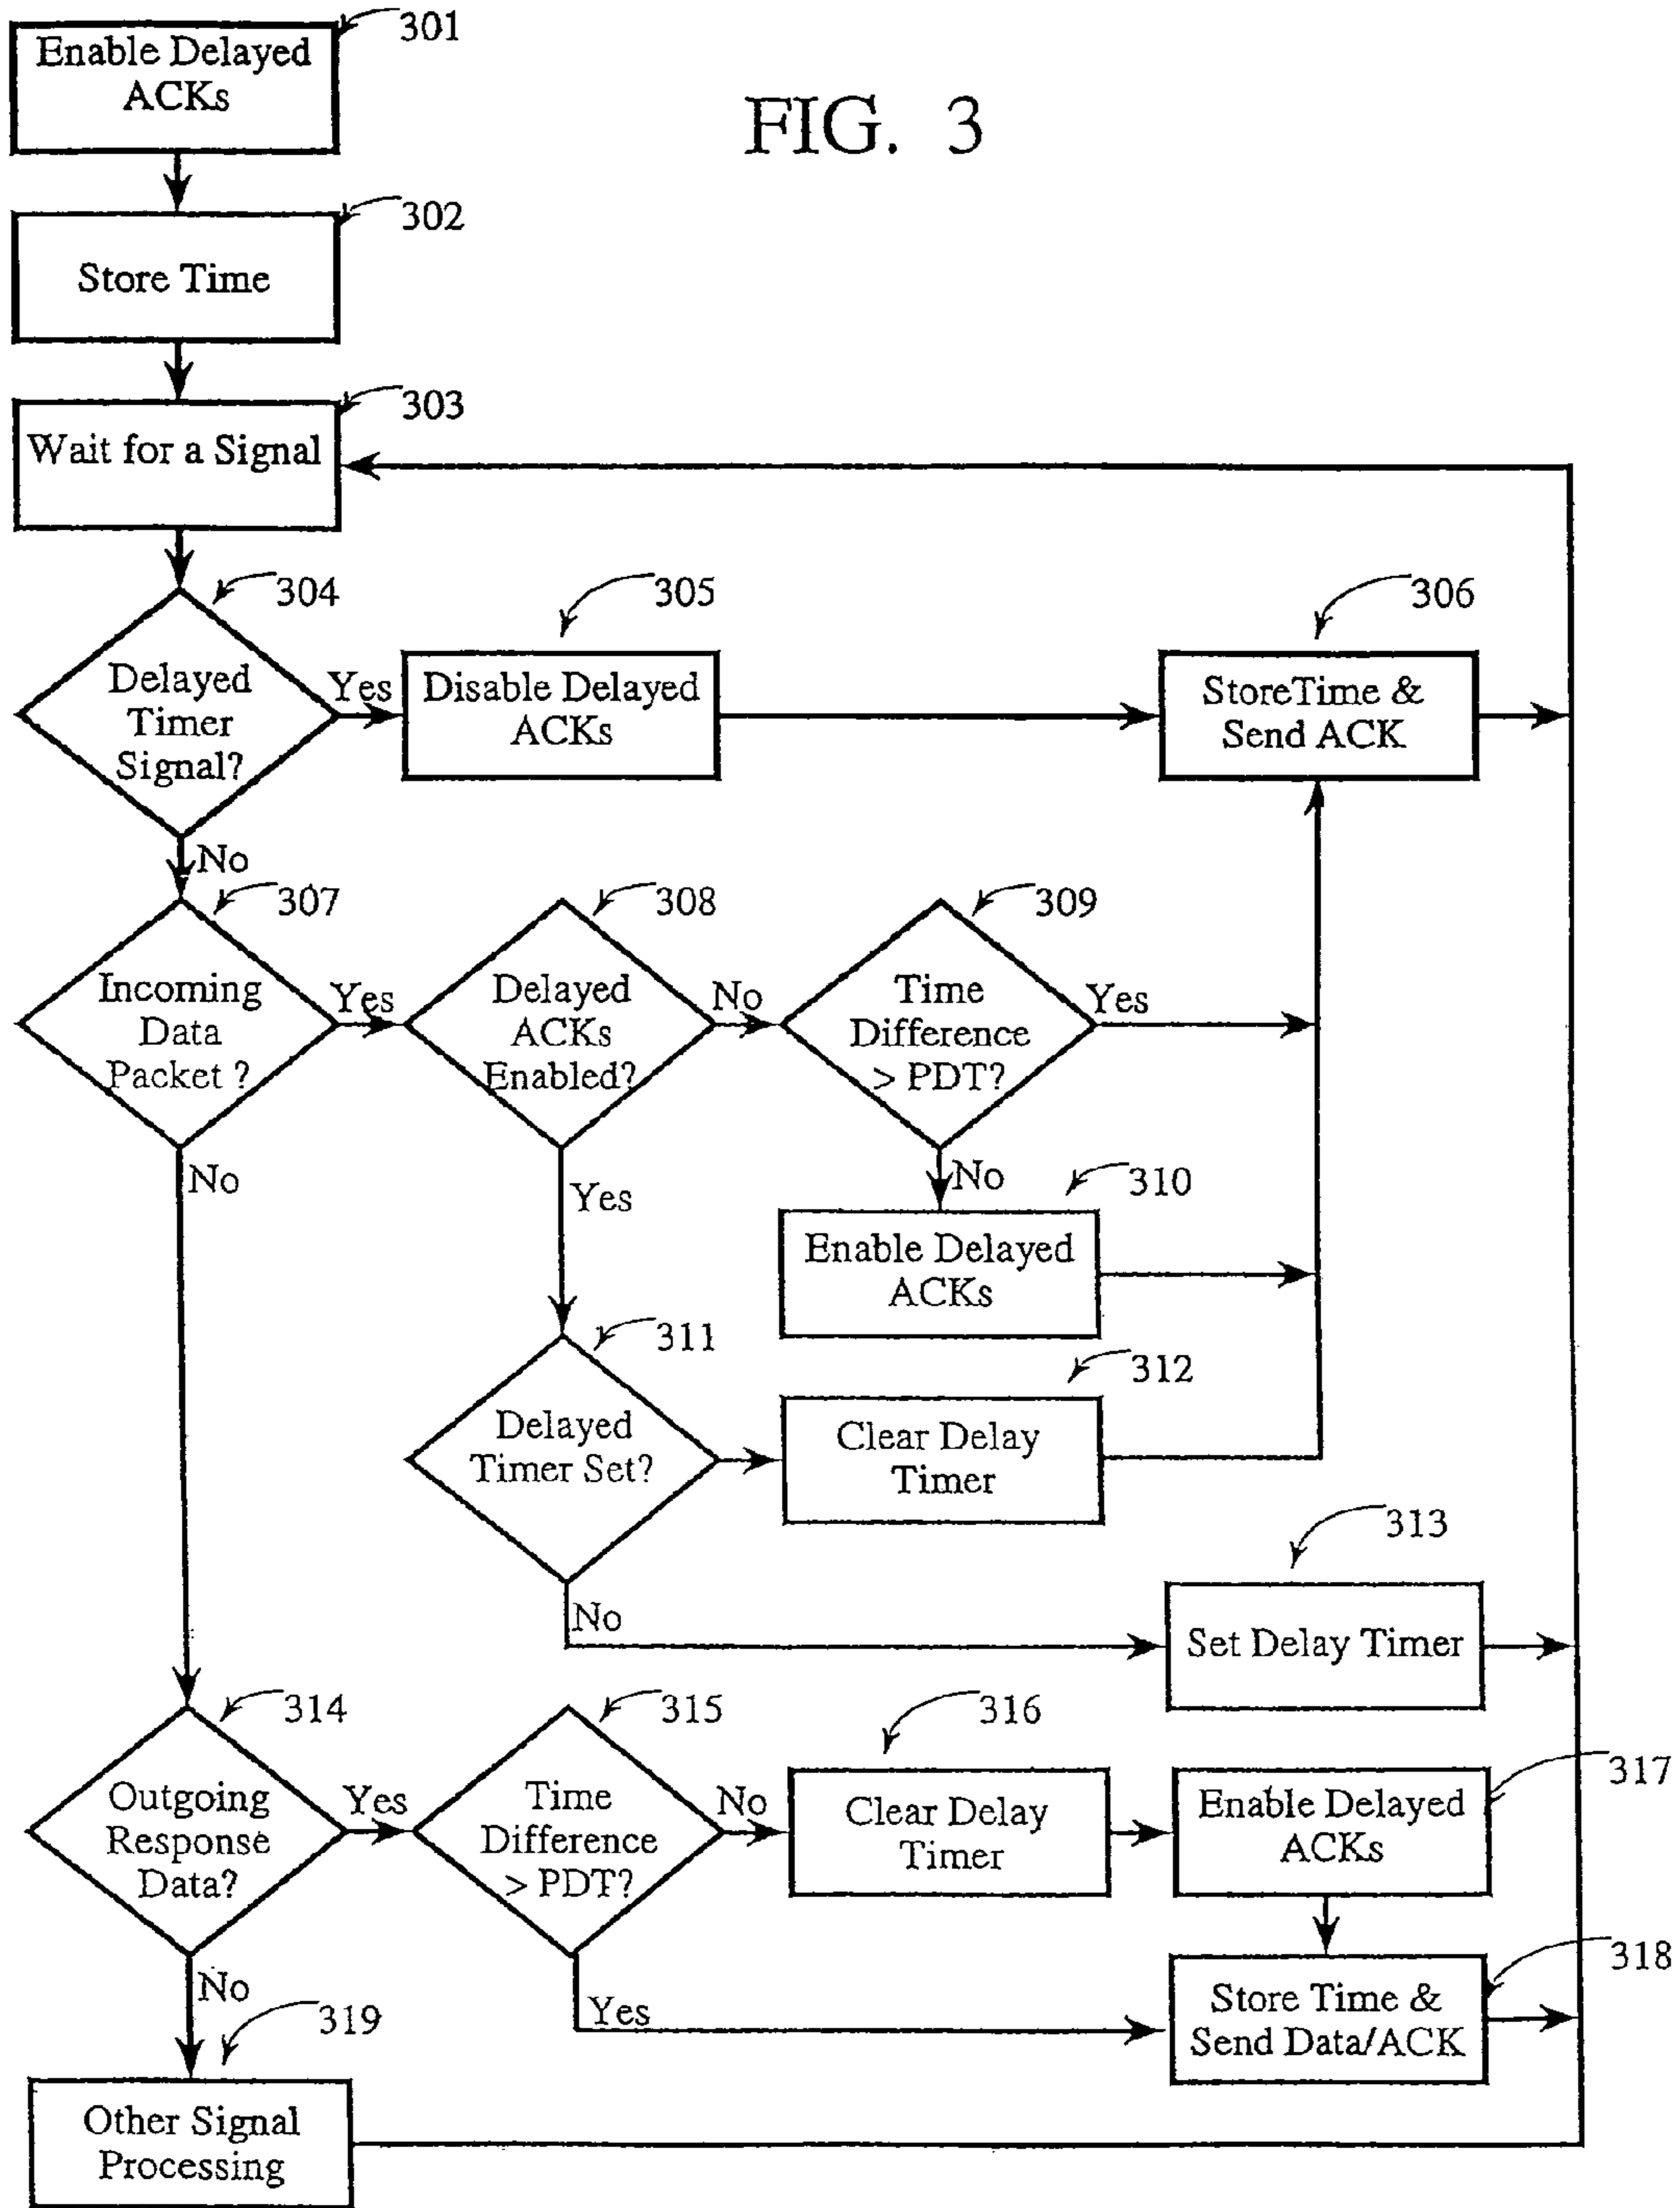 301
Enable Delayed
ACKs
FIG. 3
302
Store Time
303
Wait for a Signal
304
Delayed
Timer
Signal?
Yes
305
Disable Delayed
ACKs
306
StoreTime &
Send ACK
No
307
Incoming
Data
Packet ?
Yes
308
Delayed
ACKs
Enabled?
No
309
Time
Difference
> PDT?
Yes
No
310
Enable Delayed
ACKs
No
Yes
311
Delayed
Timer Set?
312
Clear Delay
Timer
No
313
Set Delay Timer
314
Outgoing
Response
Data?
Yes
315
Time
Difference
> PDT?
No
316
Clear Delay
Timer
317
Enable Delayed
ACKs
Yes
318
Store Time &
Send Data/ACK
No
319
Other Signal
Processing